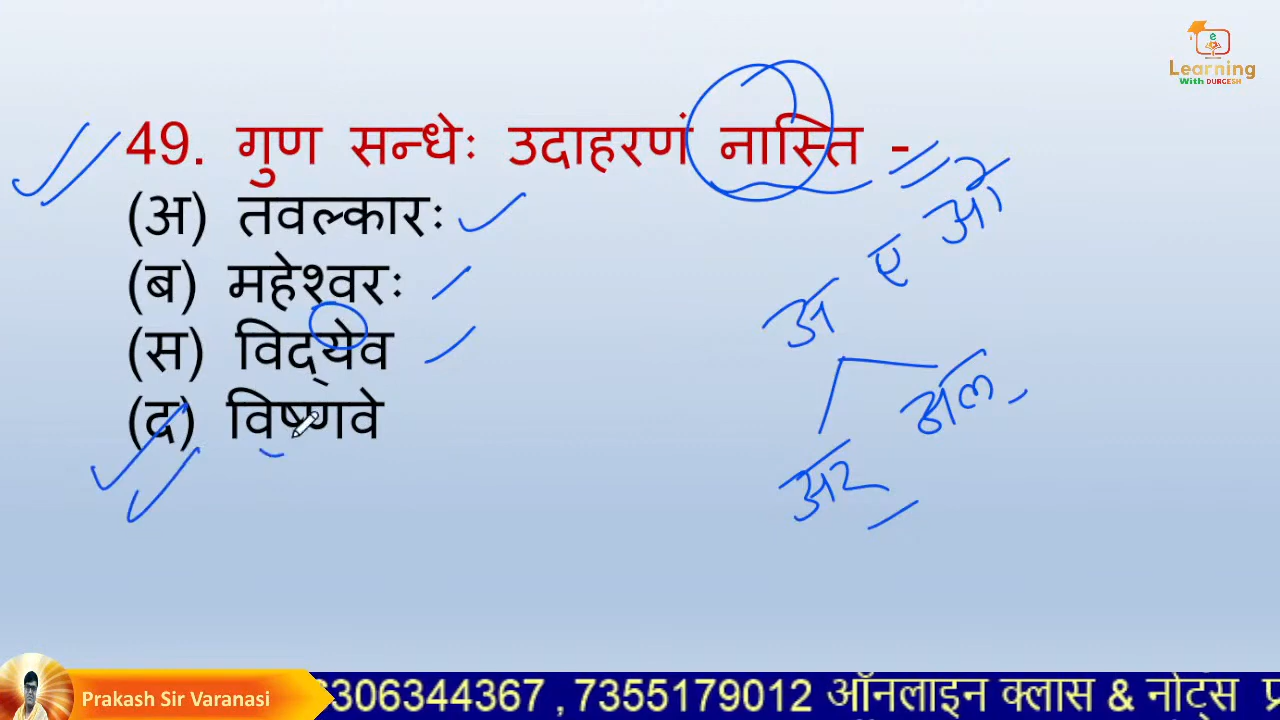 e
Learning
With DURGESH
49. गुण सन्धेः उदाहरणं नास्ति -
(अ) तवल्कारः
(ब) महेश्वरः
(स) विद्‌येव
(द) विष्णवे
अ ए ओ
अर अल
Prakash Sir Varanasi
6306344367 , 7355179012 ऑनलाइन क्लास & नोट्स प्र